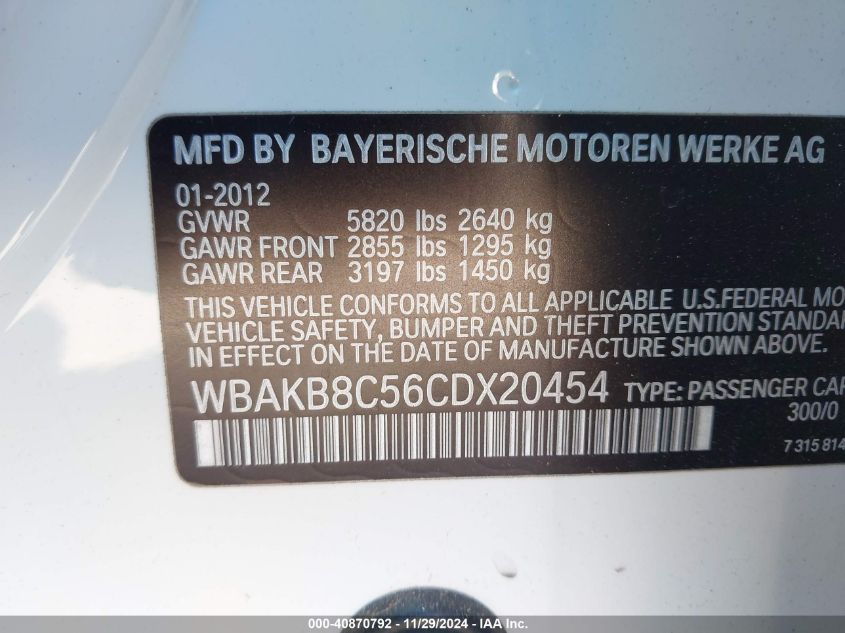 MFD BY BAYERISCHE MOTOREN WERKE AG
01-2012
GVWR 5820 lbs 2640 kg
GAWR FRONT 2855 lbs 1295 kg
GAWR REAR 3197 lbs 1450 kg
THIS VEHICLE CONFORMS TO ALL APPLICABLE U.S.FEDERAL MO
VEHICLE SAFETY, BUMPER AND THEFT PREVENTION STANDA
IN EFFECT ON THE DATE OF MANUFACTURE SHOWN ABOVE.
WBAKB8C56CDX20454 TYPE: PASSENGER CAR
300/0
7 315 814
000-40870792 - 11/29/2024 - IAA Inc.